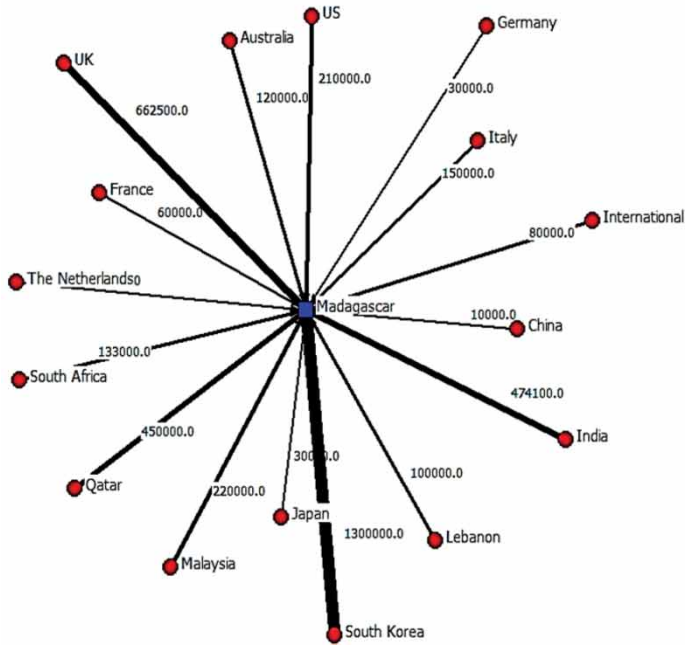 US
Germany
Australia
UK
210000.0
30000.0
120000.0
662500.0
Italy
150000.0
France
60000.0
International
80000.0
The Netherlands
Madagascar
10000.0
China
133000.0
South Africa
474100.0
450000.0
India
100000.0
220000.0
Qatar
Japan
1300000.0
Lebanon
Malaysia
South Korea